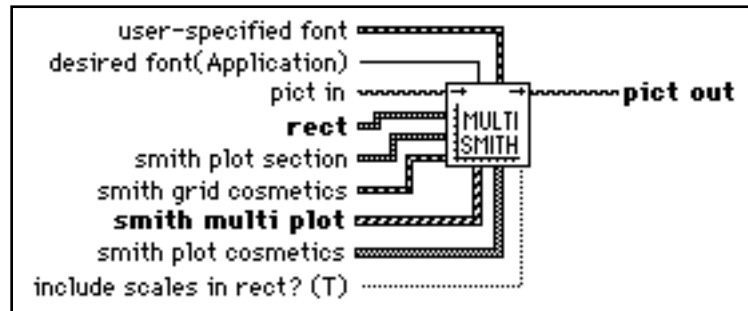 user-specified font
desired font(Application)
pict in
pict out
rect
MULTI
SMITH
smith plot section
smith grid cosmetics
smith multi plot
smith plot cosmetics
include scales in rect? (T)